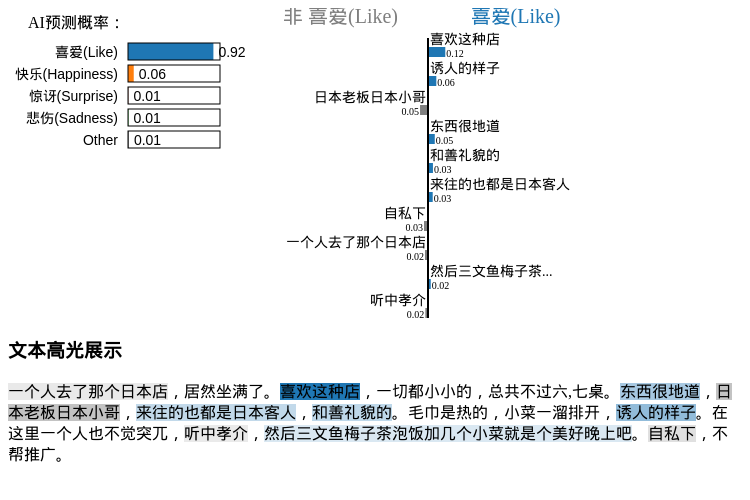 AI预测概率：
喜爱(Like) 0.92
快乐(Happiness) 0.06
惊讶(Surprise) 0.01
悲伤(Sadness) 0.01
Other 0.01
非 喜爱(Like) 喜爱(Like)
喜欢这种店
0.12
诱人的样子
0.06
日本老板日本小哥
0.05
东西很地道
0.05
和善礼貌的
0.03
来往的也都是日本客人
0.03
自私下
0.03
一个人去了那个日本店
0.02
然后三文鱼梅子茶...
0.02
听中孝介
0.02
文本高光展示
一个人去了那个日本店，居然坐满了。喜欢这种店，一切都小小的，总共不过六,七桌。东西很地道，日
本老板日本小哥，来往的也都是日本客人，和善礼貌的。毛巾是热的，小菜一溜排开，诱人的样子。在
这里一个人也不觉突兀，听中孝介，然后三文鱼梅子茶泡饭加几个小菜就是个美好晚上吧。自私下，不
帮推广。